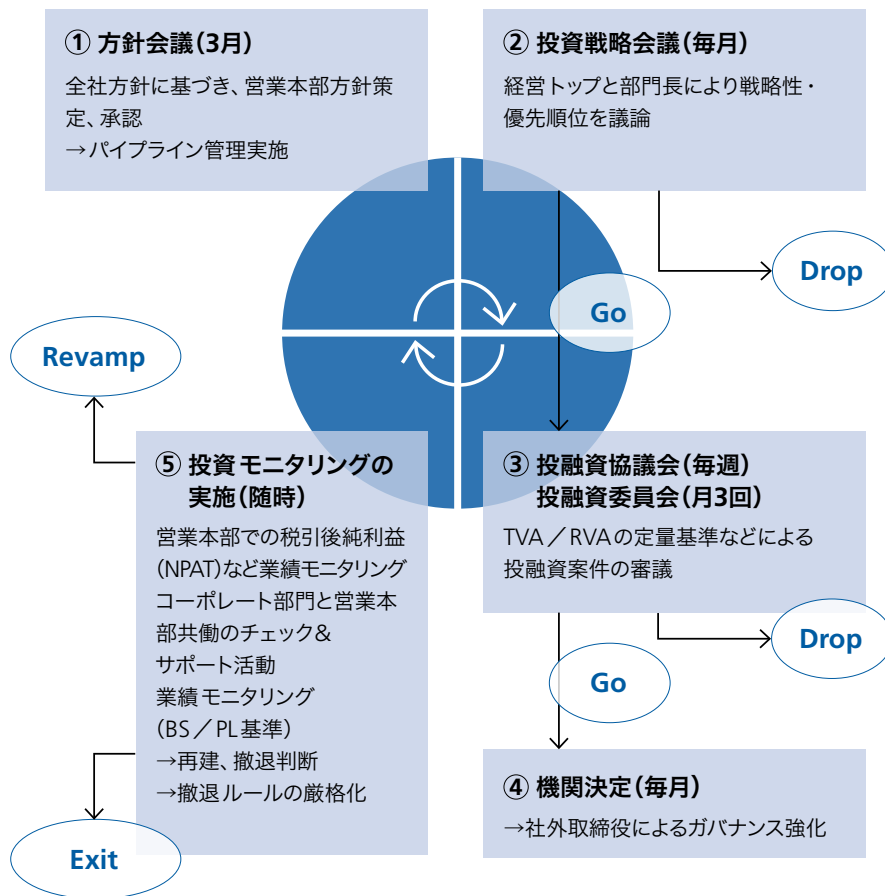 ① 方針会議（3月）
全社方針に基づき、営業本部方針策
定、承認
→パイプライン管理実施
② 投資戦略会議（毎月）
経営トップと部門長により戦略性・
優先順位を議論
Drop
Go
Revamp
③ 投融資協議会（毎週）
投融資委員会（月3回）
TVA／RVAの定量基準などによる
投融資案件の審議
Drop
Go
④ 機関決定（毎月）
→社外取締役によるガバナンス強化
⑤ 投資モニタリングの
実施（随時）
営業本部での税引後純利益
(NPAT)など業績モニタリング
コーポレート部門と営業本
部共働のチェック＆
サポート活動
業績モニタリング
（BS／PL基準）
→再建、撤退判断
→撤退ルールの厳格化
Exit